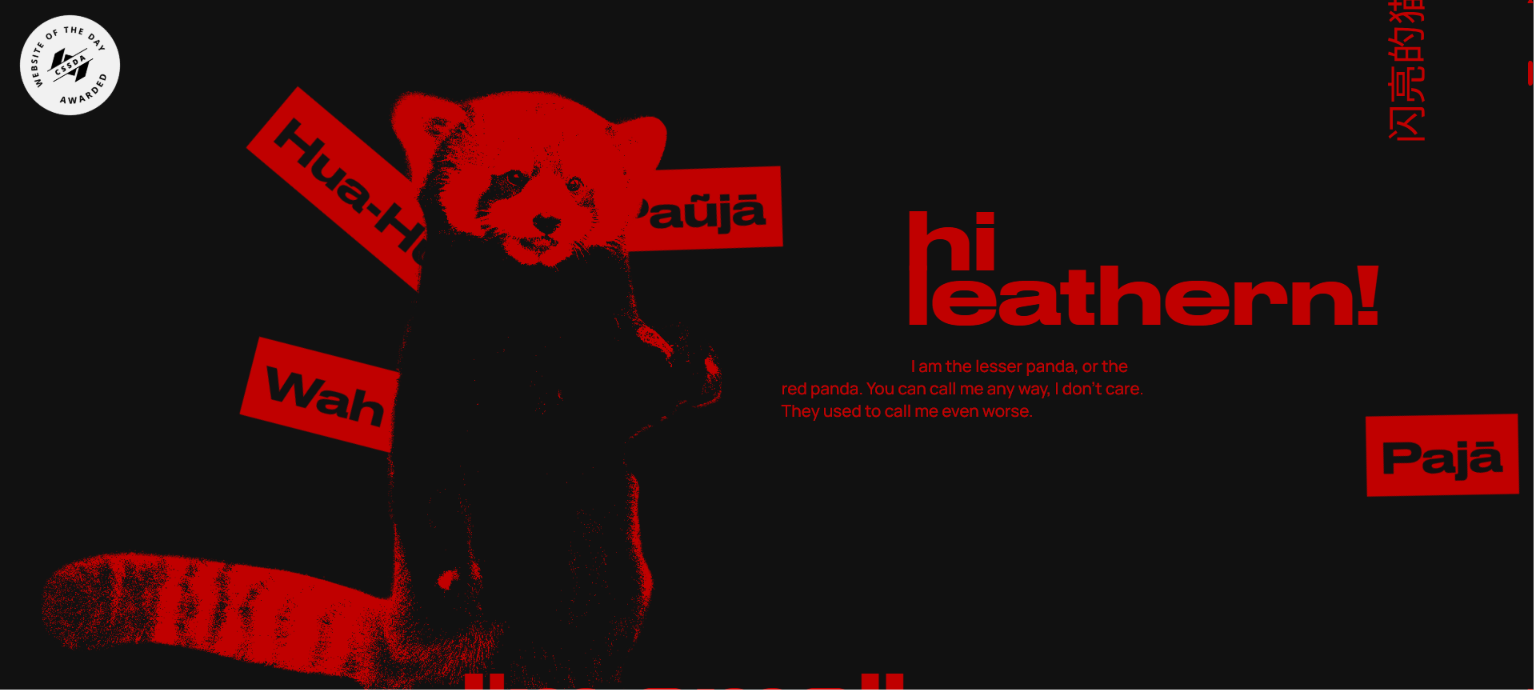 WEBSITE OF THE DAY
CSSDA
AWARDED
闪亮的猫
Hua-H
Paũjā
hi
leathern!
I am the lesser panda, or the
red panda. You can call me any way, I don't care.
They used to call me even worse.
Wah
Pajā